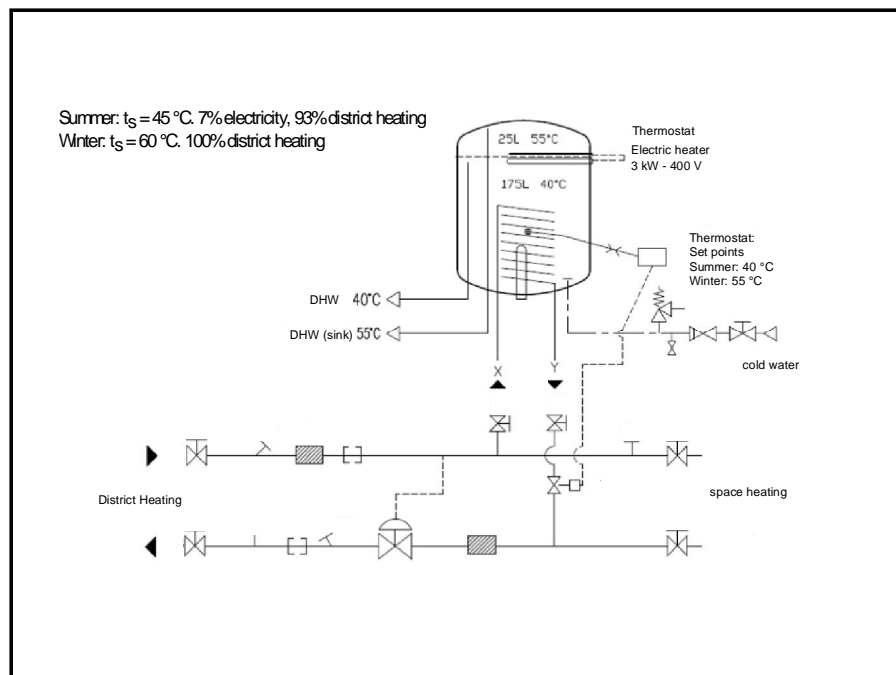 Summer: tS = 45 °C. 7% electricity, 93% district heating
Winter: tS = 60 °C. 100% district heating
25L 55°C
Thermostat
Electric heater
3 kW - 400 V
175L 40°C
Thermostat:
Set points
Summer: 40 °C
Winter: 55 °C
DHW 40°C
DHW (sink) 55°C
cold water
X Y
District Heating
space heating